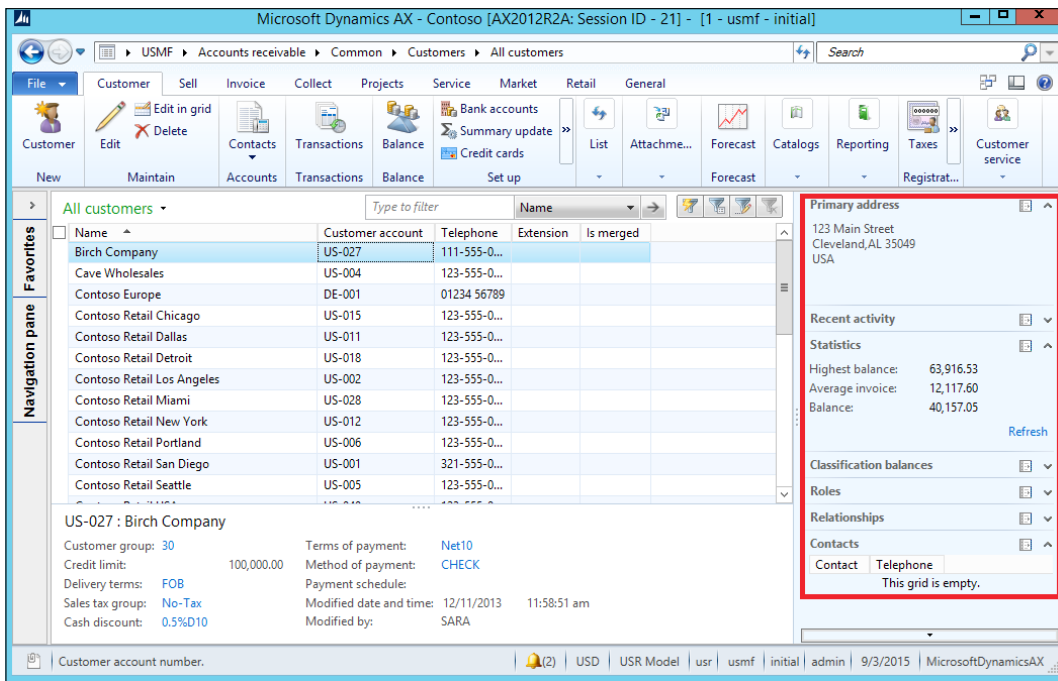 Microsoft Dynamics AX - Contoso [AX2012R2A: Session ID - 21] - [1 - usmf - initial]
USMF Accounts receivable Common Customers All customers Search
File Customer Sell Invoice Collect Projects Service Market Retail General
Customer
New
Edit
Edit in grid
Delete
Maintain
Contacts
Accounts
Transactions
Transactions
Balance
Balance
Bank accounts
Summary update
Credit cards
Set up
List
Attachme...
Forecast
Forecast
Catalogs
Reporting
Taxes
Registrat...
Customer
service
Favorites
Navigation pane
All customers Type to filter Name
Name Customer account Telephone Extension Is merged
Birch Company US-027 111-555-0...
Cave Wholesales US-004 123-555-0...
Contoso Europe DE-001 01234 56789
Contoso Retail Chicago US-015 123-555-0...
Contoso Retail Dallas US-011 123-555-0...
Contoso Retail Detroit US-018 123-555-0...
Contoso Retail Los Angeles US-002 123-555-0...
Contoso Retail Miami US-028 123-555-0...
Contoso Retail New York US-012 123-555-0...
Contoso Retail Portland US-006 123-555-0...
Contoso Retail San Diego US-001 321-555-0...
Contoso Retail Seattle US-005 123-555-0...
US-027 : Birch Company
Customer group: 30 Terms of payment: Net10
Credit limit: 100,000.00 Method of payment: CHECK
Delivery terms: FOB Payment schedule:
Sales tax group: No-Tax Modified date and time: 12/11/2013 11:58:51 am
Cash discount: 0.5%D10 Modified by: SARA
Primary address
123 Main Street
Cleveland,AL 35049
USA
Recent activity
Statistics
Highest balance: 63,916.53
Average invoice: 12,117.60
Balance: 40,157.05
Refresh
Classification balances
Roles
Relationships
Contacts
Contact Telephone
This grid is empty.
Customer account number. (2) USD USR Model usr usmf initial admin 9/3/2015 MicrosoftDynamicsAX